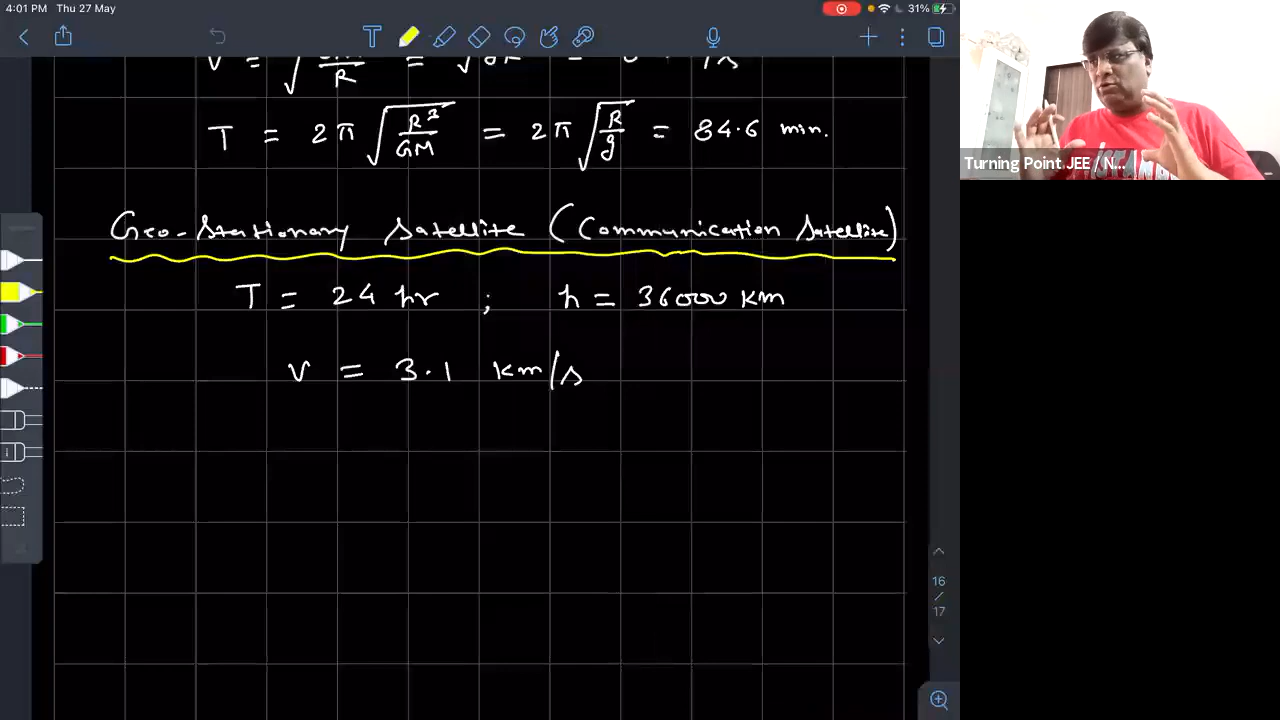 4:01 PM Thu 27 May
31%
T = 2π √(R³/GM) = 2π √(R/g) = 84.6 min.
Geo-Stationary Satellite (Communication Satellite)
T = 24 hr ; h = 36000 km
v = 3.1 km/s
Turning Point JEE / N...
16
/
17